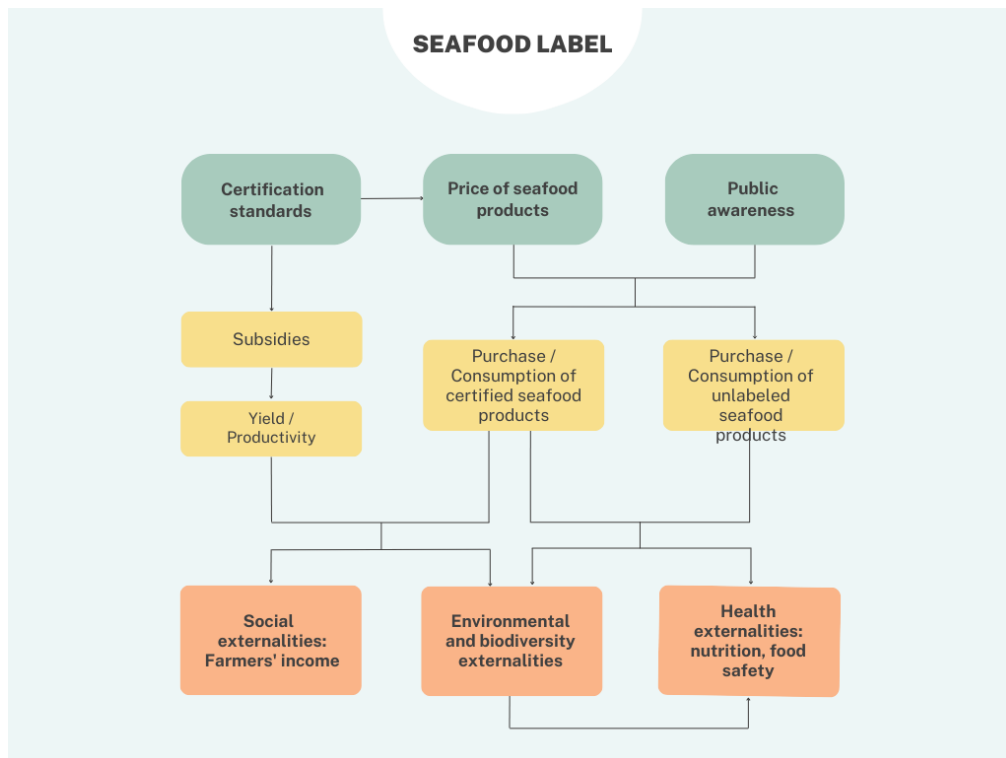 SEAFOOD LABEL
Certification
standards
Price of seafood
products
Public
awareness
Subsidies
Yield /
Productivity
Purchase /
Consumption of
certified seafood
products
Purchase /
Consumption of
unlabeled
seafood
products
Social
externalities:
Farmers' income
Environmental
and biodiversity
externalities
Health
externalities:
nutrition, food
safety